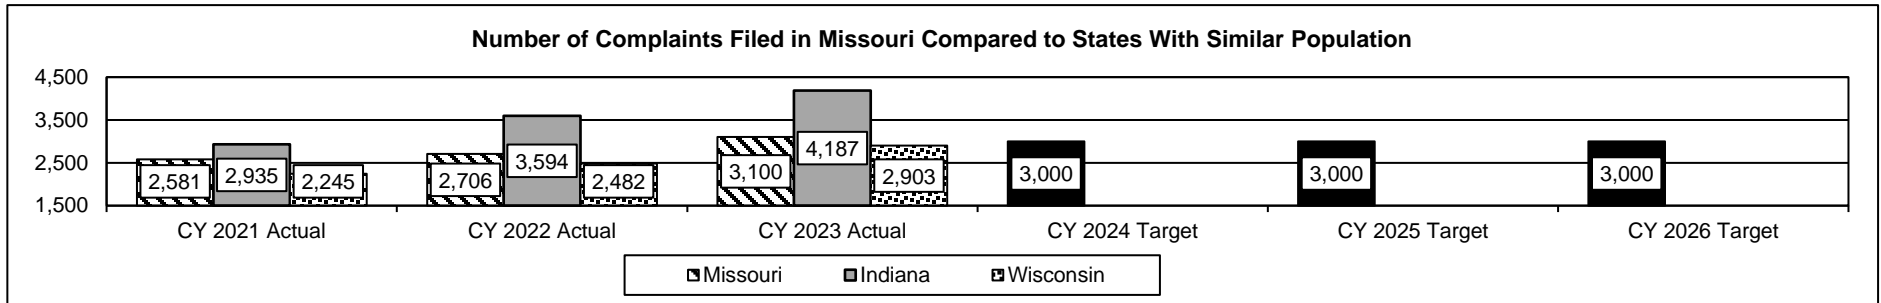 Number of Complaints Filed in Missouri Compared to States With Similar Population
4,500
3,500
2,500
1,500
2,581
2,935
2,245
2,706
3,594
2,482
3,100
4,187
2,903
3,000
3,000
3,000
CY 2021 Actual
CY 2022 Actual
CY 2023 Actual
CY 2024 Target
CY 2025 Target
CY 2026 Target
Missouri
Indiana
Wisconsin